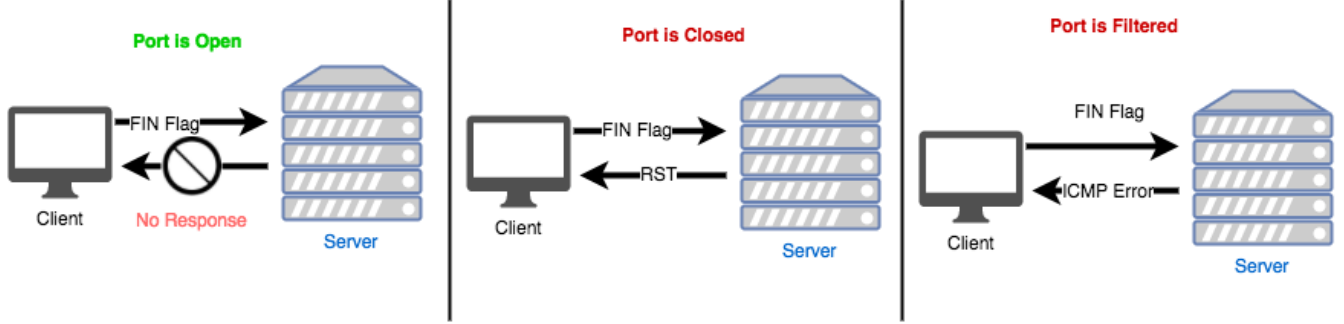 Port is Open
FIN Flag
No Response
Client
Server
Port is Closed
FIN Flag
RST
Client
Server
Port is Filtered
FIN Flag
ICMP Error
Client
Server